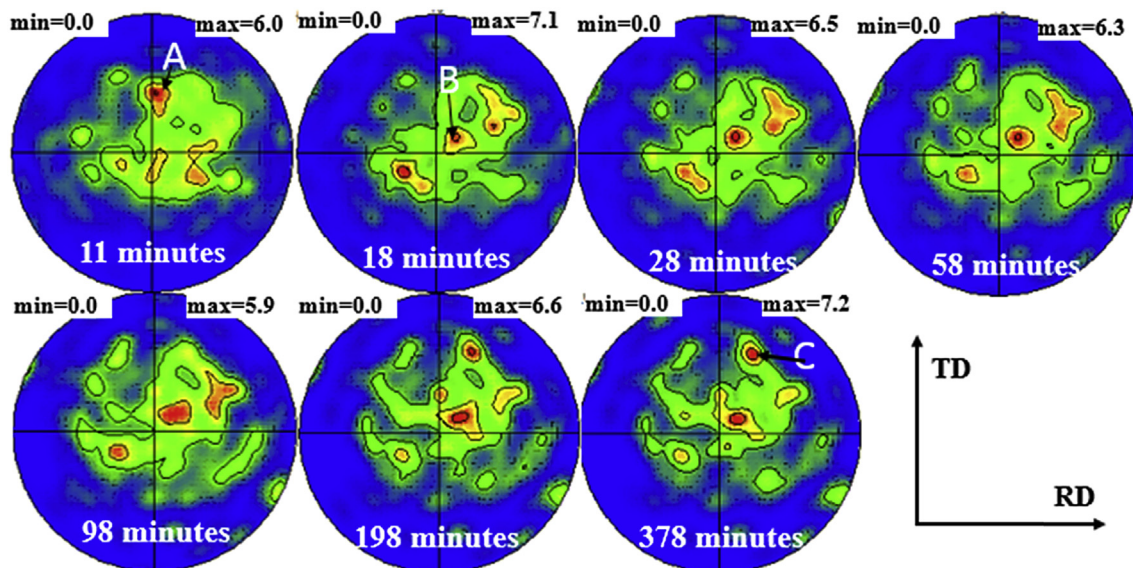 min=0.0 max=6.0 min=0.0 max=7.1 min=0.0 max=6.5 min=0.0 max=6.3
A
B
11 minutes 18 minutes 28 minutes 58 minutes
min=0.0 max=5.9 min=0.0 max=6.6 min=0.0 max=7.2
C
TD
RD
98 minutes 198 minutes 378 minutes